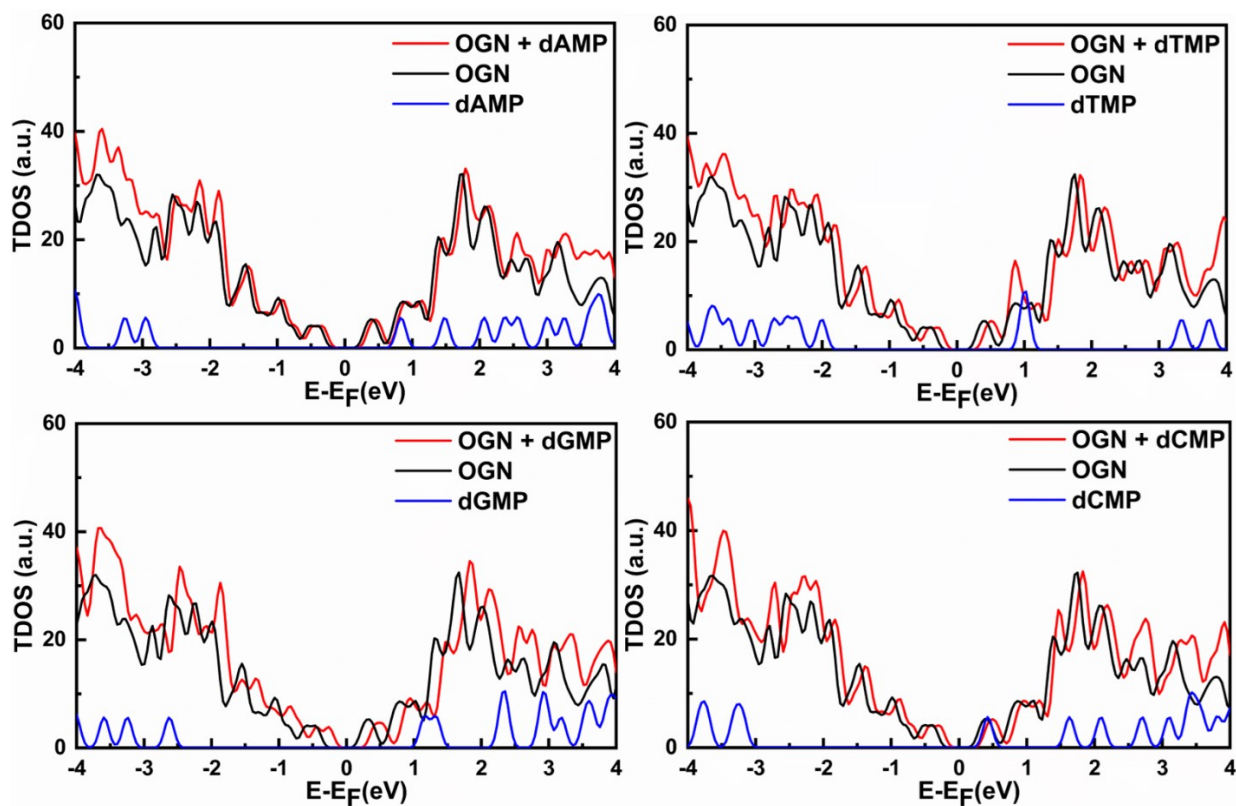 60
OGN + dAMP
OGN
dAMP
40
20
0
TDOS (a.u.)
-4 -3 -2 -1 0 1 2 3 4
E-EF(eV)
60
OGN + dTMP
OGN
dTMP
40
20
0
TDOS (a.u.)
-4 -3 -2 -1 0 1 2 3 4
E-EF(eV)
60
OGN + dGMP
OGN
dGMP
40
20
0
TDOS (a.u.)
-4 -3 -2 -1 0 1 2 3 4
E-EF(eV)
60
OGN + dCMP
OGN
dCMP
40
20
0
TDOS (a.u.)
-4 -3 -2 -1 0 1 2 3 4
E-EF(eV)